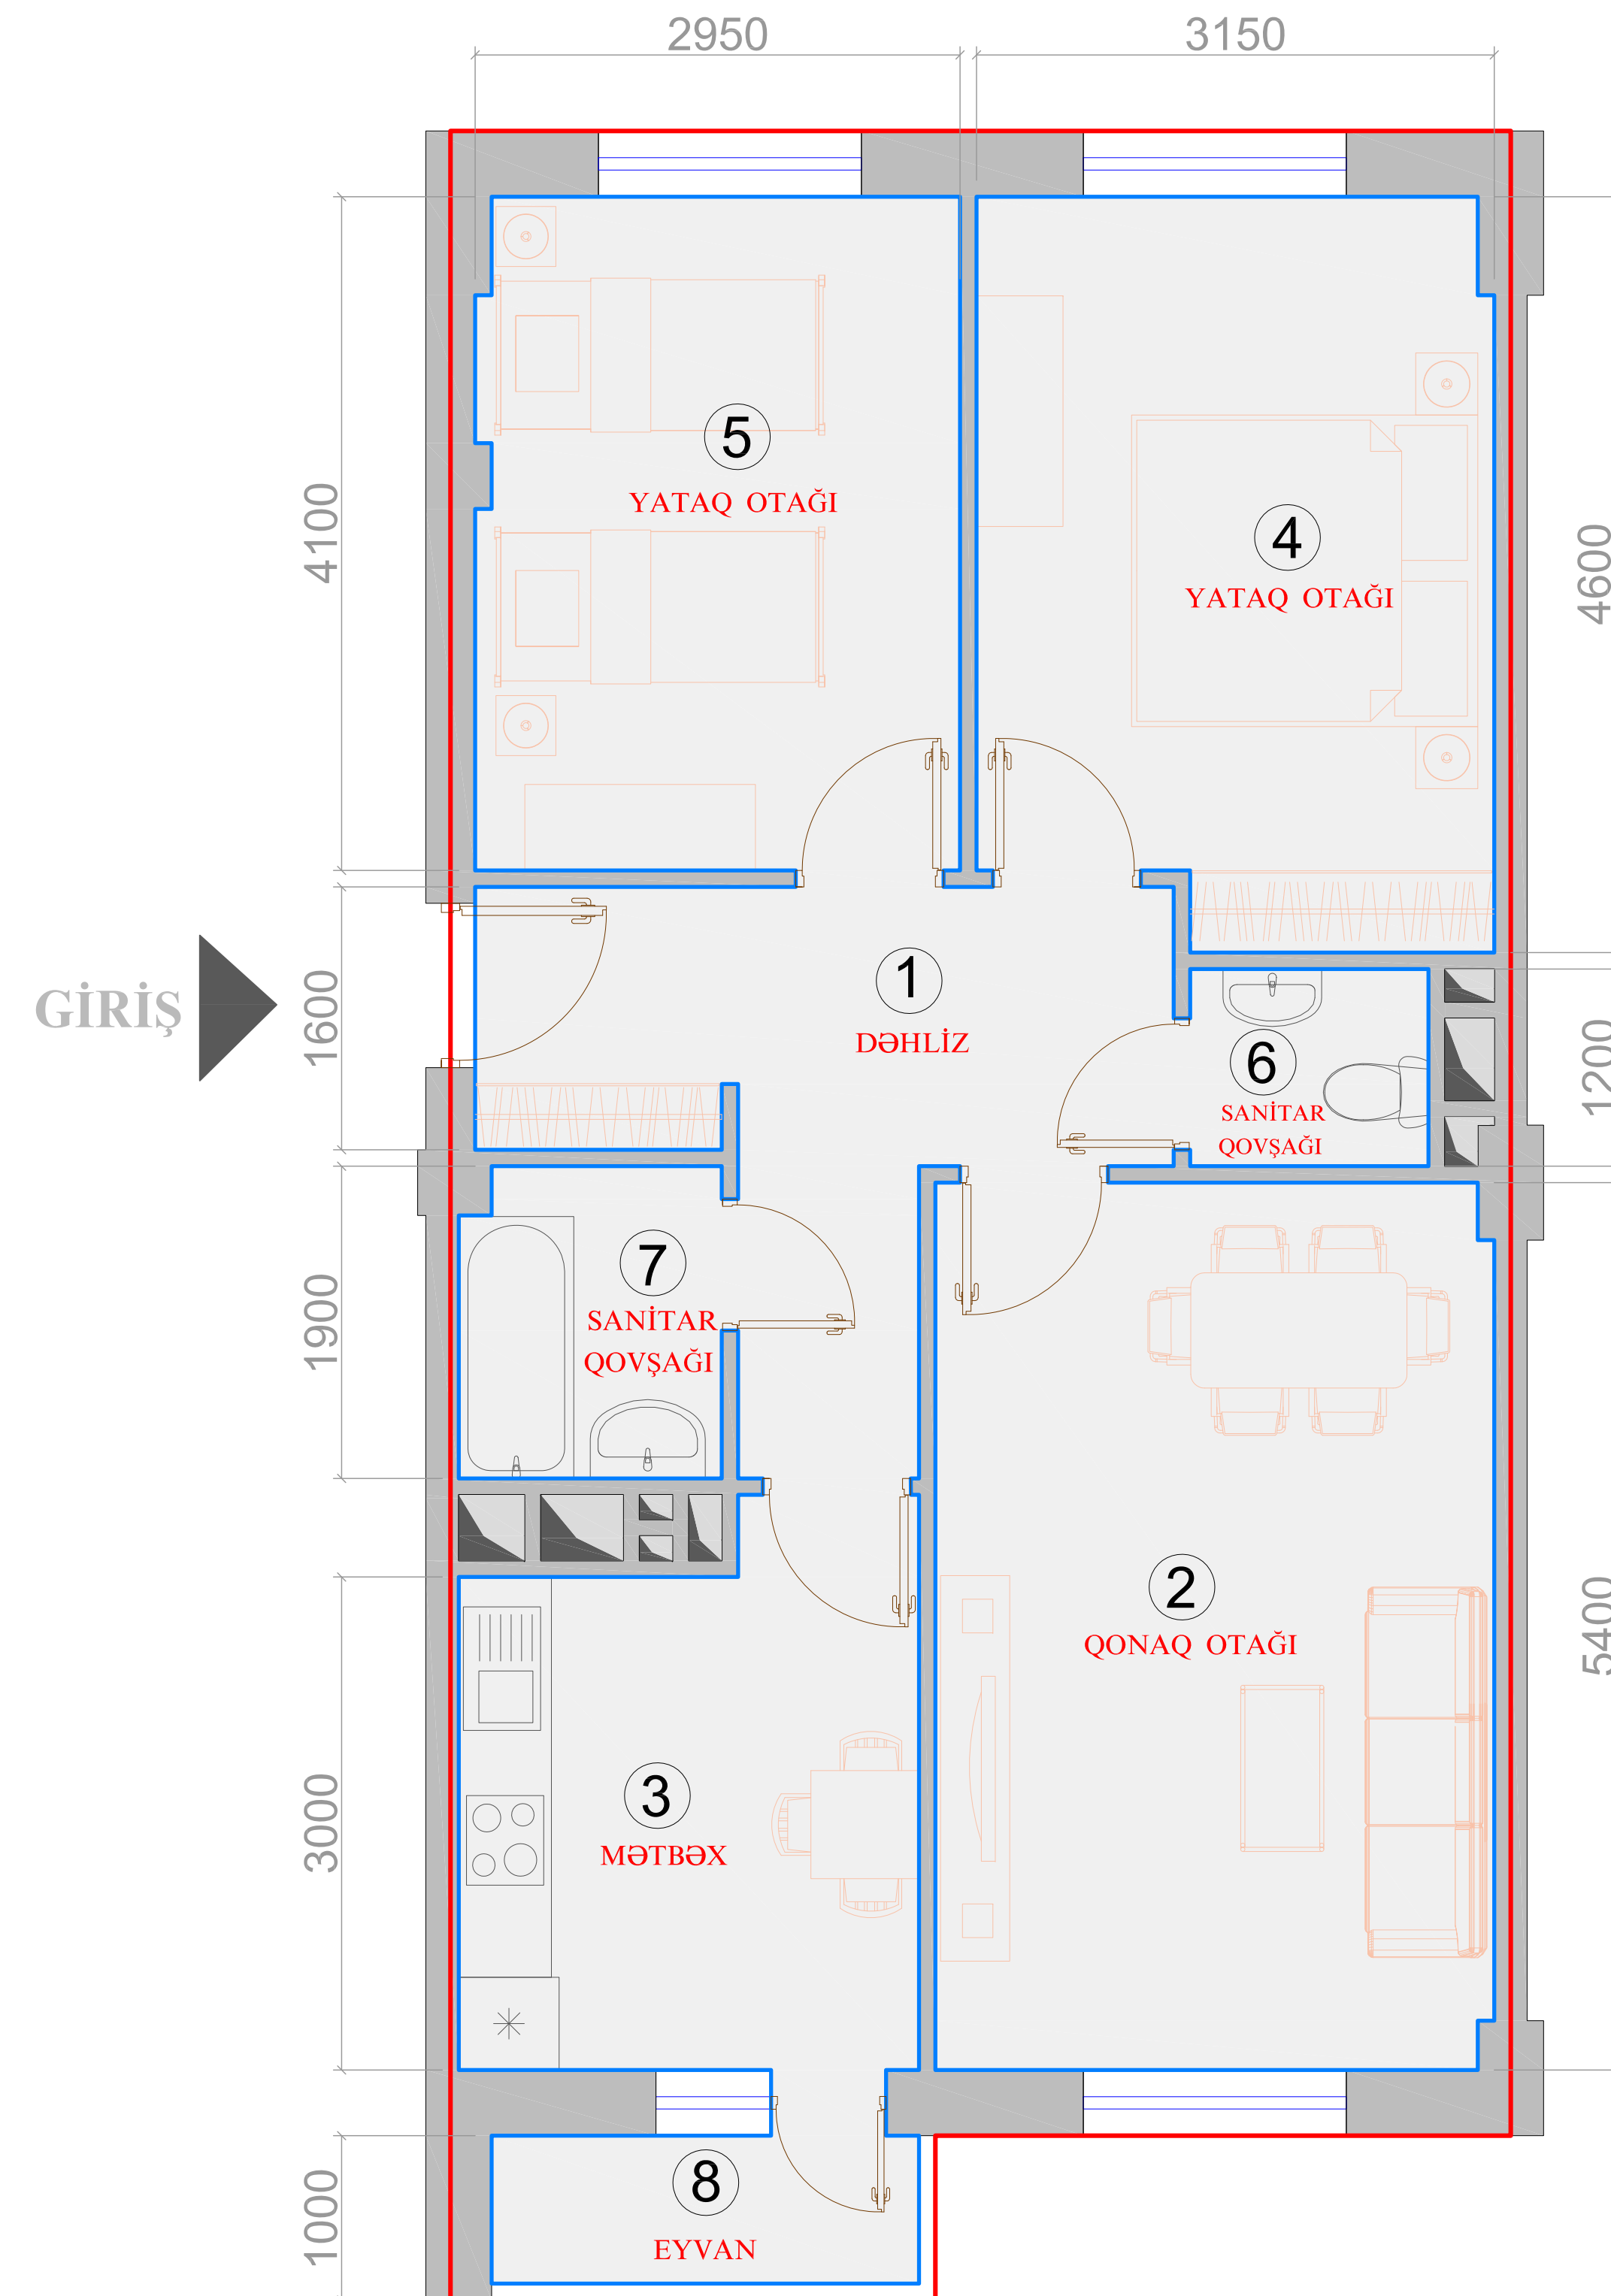 2950
3150
5
YATAQ OTAĞI
4100
4
YATAQ OTAĞI
4600
GİRİŞ
1600
1
DƏHLİZ
6
SANİTAR
QOVŞAĞI
1200
7
SANİTAR
QOVŞAĞI
1900
2
QONAQ OTAĞI
5400
3
MƏTBƏX
3000
8
EYVAN
1000